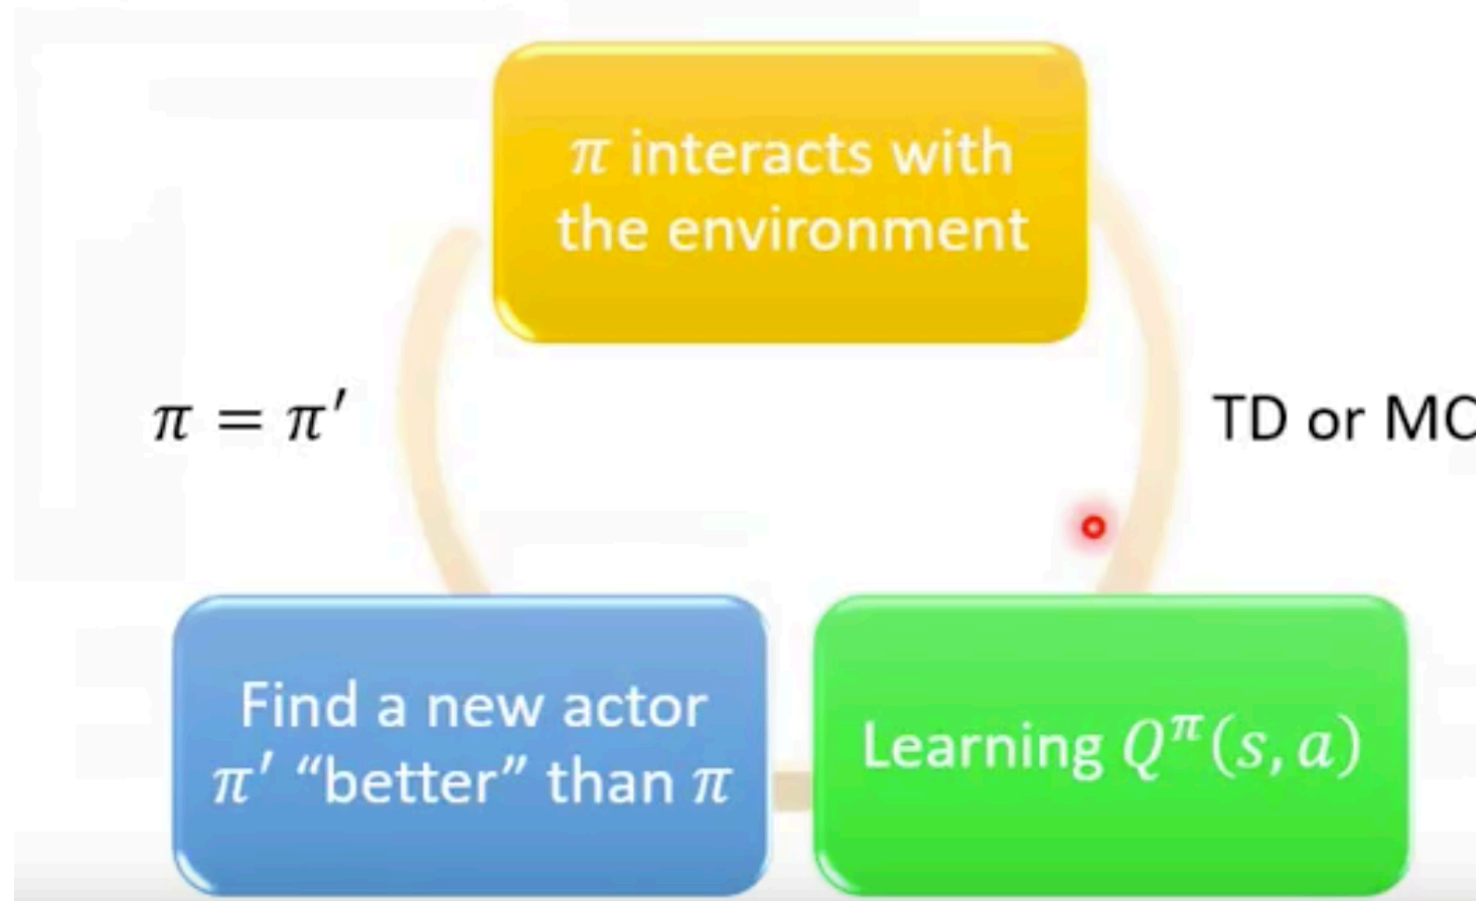 π interacts with
the environment
π = π′
TD or MC
Find a new actor
π′ “better” than π
Learning Q^π(s, a)